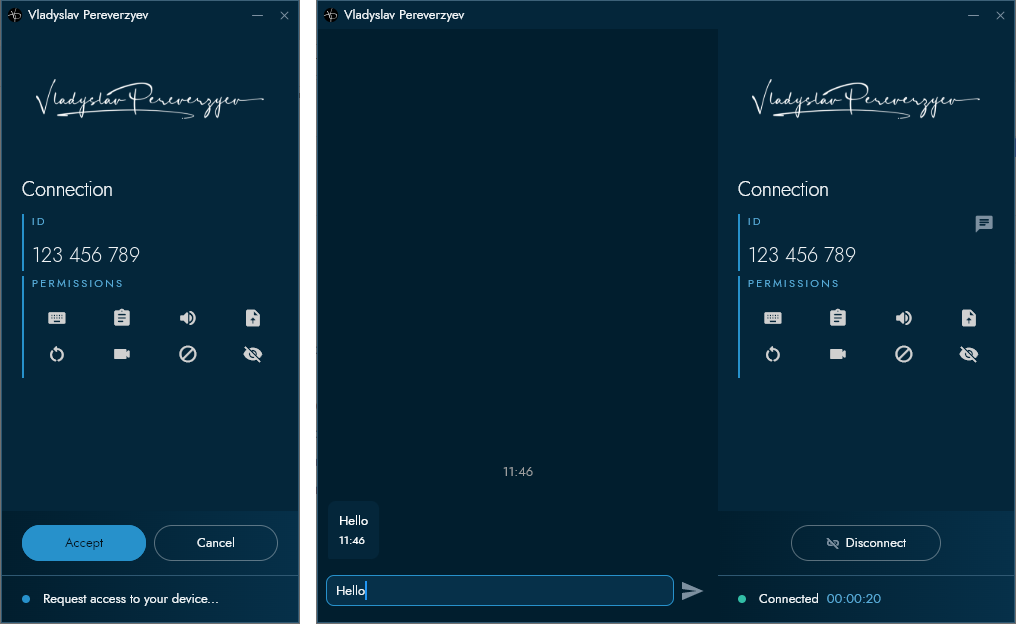 Vladyslav Pereverzyev
Vladyslav Pereverzyev
Connection
ID
123 456 789
PERMISSIONS
Accept
Cancel
Request access to your device...
Vladyslav Pereverzyev
11:46
Hello
11:46
Hello
Vladyslav Pereverzyev
Connection
ID
123 456 789
PERMISSIONS
Disconnect
Connected 00:00:20